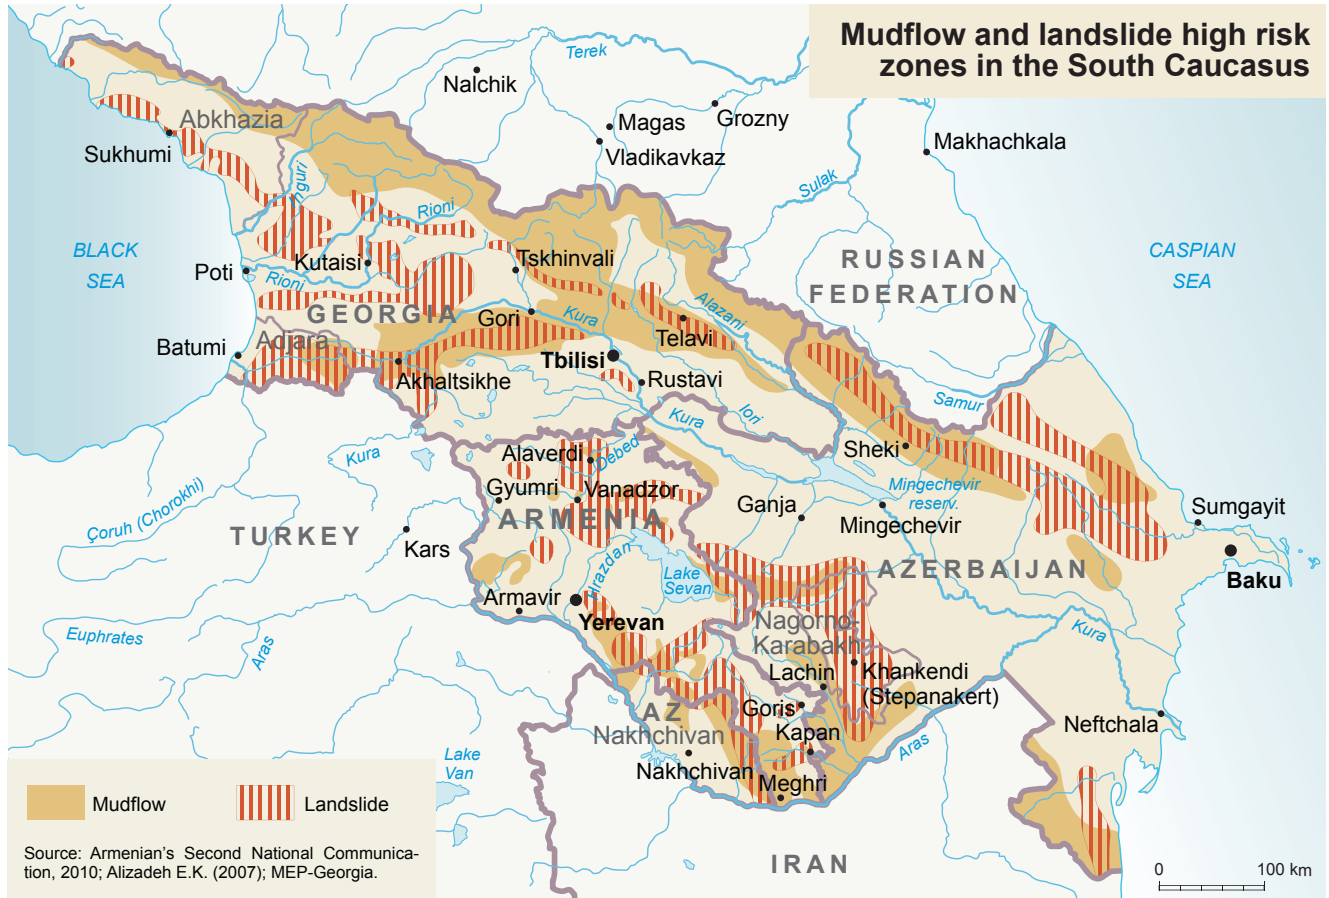 Mudflow and landslide high risk
zones in the South Caucasus
Terek
Nalchik
Magas
Grozny
Vladikavkaz
Makhachkala
Sulak
Abkhazia
Sukhumi
Rioni
BLACK
SEA
CASPIAN
SEA
RUSSIAN
FEDERATION
Poti
Kutaisi
Tskhinvali
Rioni
GEORGIA
Gori
Kura
Alazani
Telavi
Batumi
Adjara
Tbilisi
Akhaltsikhe
Rustavi
Kura
Iori
Samur
Kura
Alaverdi
Debed
Sheki
Gyumri
Vanadzor
Mingechevir
reserv.
Çoruh (Chorokhi)
Ganja
Mingechevir
Sumgayit
TURKEY
Kars
ARMENIA
Hrazdan
Lake
Sevan
AZERBAIJAN
Baku
Armavir
Yerevan
Nagorno-
Karabakh
Kura
Euphrates
Aras
Lachin
Khankendi
(Stepanakert)
AZ
Nakhchivan
Goris
Kapan
Neftchala
Aras
Lake
Van
Nakhchivan
Meghri
IRAN
Mudflow
Landslide
Source: Armenian's Second National Communica-
tion, 2010; Alizadeh E.K. (2007); MEP-Georgia.
0 100 km